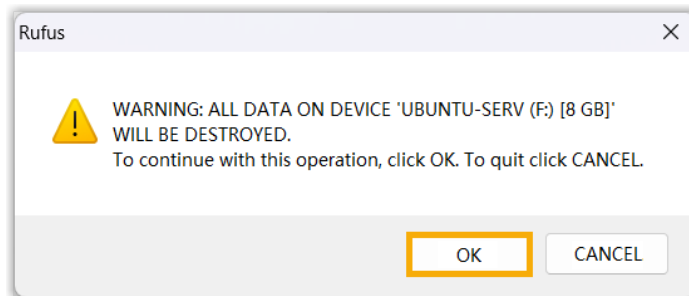 Rufus
WARNING: ALL DATA ON DEVICE 'UBUNTU-SERV (F:) [8 GB]'
WILL BE DESTROYED.
To continue with this operation, click OK. To quit click CANCEL.
OK
CANCEL